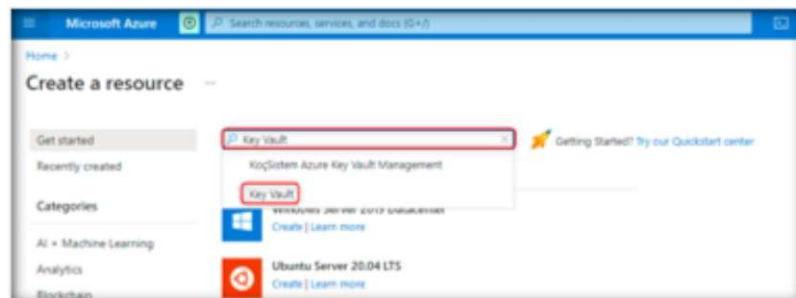 Microsoft Azure
Search resources, services, and docs (G+/)
Home >
Create a resource ...
Get started
Recently created
Categories
AI + Machine Learning
Analytics
Blockchain
Key Vault
KoçSistem Azure Key Vault Management
Key Vault
Getting Started? Try our Quickstart center
Windows Server 2019 Datacenter
Create | Learn more
Ubuntu Server 20.04 LTS
Create | Learn more